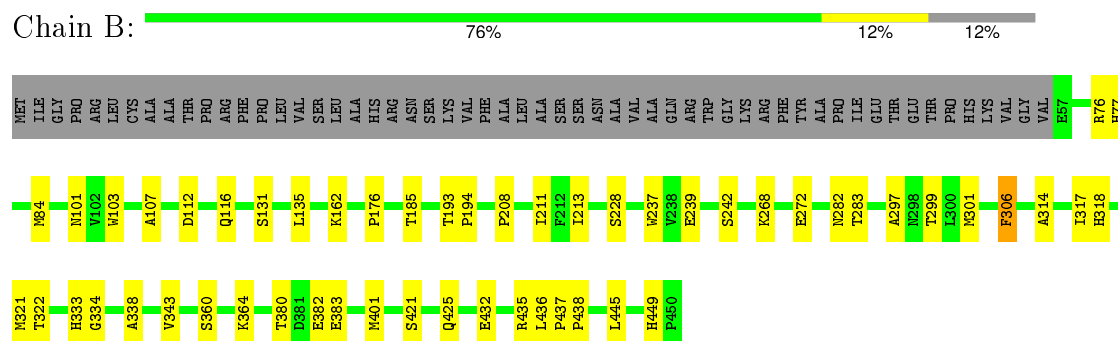 Chain B:
76% 12% 12%
MET ILE GLY PRO ARG LEU CYS ALA ALA THR PRO ARG PHE PRO LEU VAL SER LEU ALA HIS ARG ASN SER LYS VAL PHE ALA LEU ALA SER SER ASN ALA VAL ALA GLN ARG TRP GLY LYS ARG PHE TYR ALA PRO ILE GLU THR GLU THR PRO HIS LYS VAL GLY VAL E57 R76 H77
M84 N101 V102 W103 A107 D112 Q116 S131 L135 K162 P176 T185 T193 P194 P208 I211 F212 I213 S228 W237 V238 E239 S242 K268 E272 N282 T283 A297 N298 T299 L300 M301 F306 A314 I317 H318
M321 T322 H333 G334 A338 V343 S360 K364 T380 D381 E382 E383 M401 S421 Q425 E432 R435 L436 P437 P438 L445 H449 P450